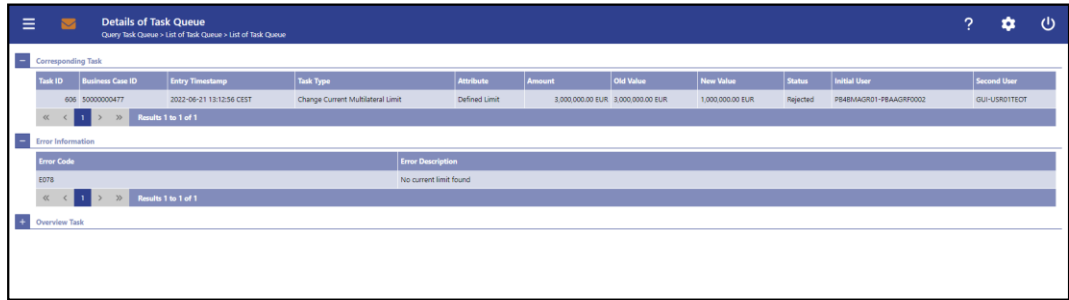 Details of Task Queue
Query Task Queue > List of Task Queue > List of Task Queue
?
Corresponding Task
Task ID Business Case ID Entry Timestamp Task Type Attribute Amount Old Value New Value Status Initial User Second User
606 50000000477 2022-06-21 13:12:56 CEST Change Current Multilateral Limit Defined Limit 3,000,000.00 EUR 3,000,000.00 EUR 1,000,000.00 EUR Rejected PB4BMAGR01-PBAAGRF0002 GUI-USR01TEOT
« < 1 > » Results 1 to 1 of 1
Error Information
Error Code Error Description
E078 No current limit found
« < 1 > » Results 1 to 1 of 1
Overview Task